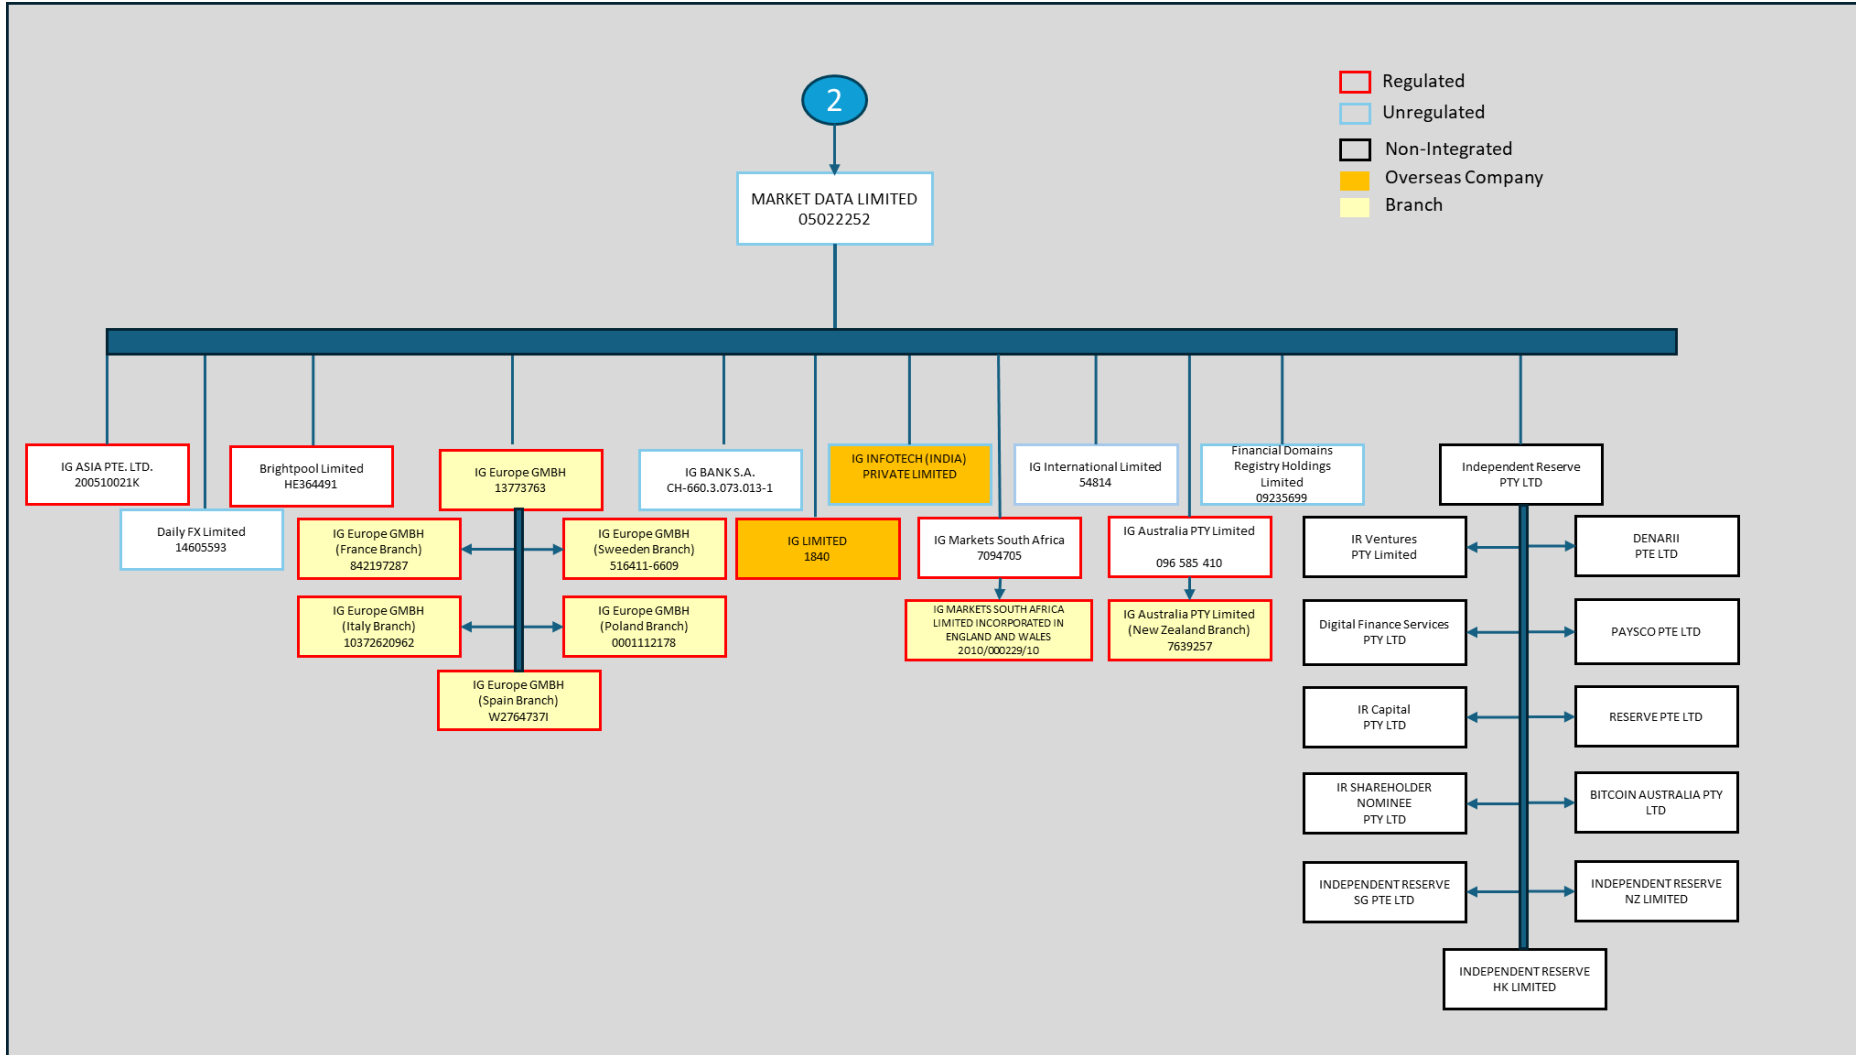 2
Regulated
Unregulated
Non-Integrated
Overseas Company
Branch
MARKET DATA LIMITED
05022252
IG ASIA PTE. LTD.
200510021K
Daily FX Limited
14605593
Brightpool Limited
HE364491
IG Europe GMBH
13773763
IG Europe GMBH
(France Branch)
842197287
IG Europe GMBH
(Sweeden Branch)
516411-6609
IG Europe GMBH
(Italy Branch)
10372620962
IG Europe GMBH
(Poland Branch)
0001112178
IG Europe GMBH
(Spain Branch)
W2764737I
IG BANK S.A.
CH-660.3.073.013-1
IG LIMITED
1840
IG INFOTECH (INDIA)
PRIVATE LIMITED
IG Markets South Africa
7094705
IG MARKETS SOUTH AFRICA
LIMITED INCORPORATED IN
ENGLAND AND WALES
2010/000229/10
IG International Limited
54814
IG Australia PTY Limited
096 585 410
IG Australia PTY Limited
(New Zealand Branch)
7639257
Financial Domains
Registry Holdings
Limited
09235699
Independent Reserve
PTY LTD
IR Ventures
PTY Limited
DENARII
PTE LTD
Digital Finance Services
PTY LTD
PAYSCO PTE LTD
IR Capital
PTY LTD
RESERVE PTE LTD
IR SHAREHOLDER
NOMINEE
PTY LTD
BITCOIN AUSTRALIA PTY
LTD
INDEPENDENT RESERVE
SG PTE LTD
INDEPENDENT RESERVE
NZ LIMITED
INDEPENDENT RESERVE
HK LIMITED